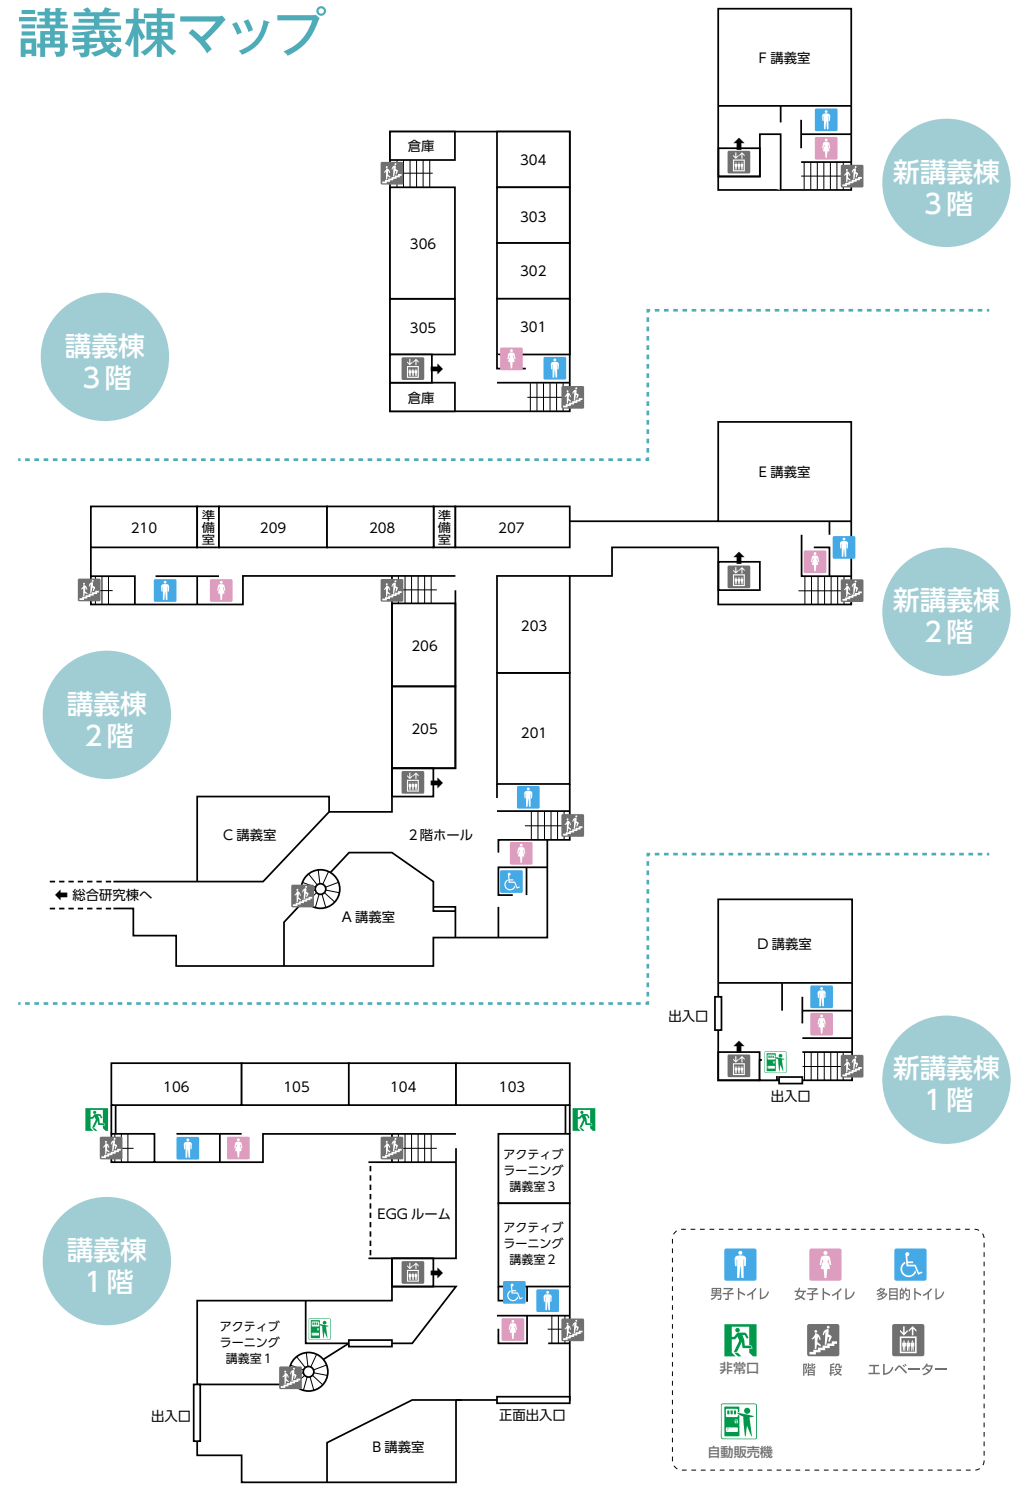 講義棟マップ
F 講義室
新講義棟
3 階
倉庫
304
303
306
302
305
301
倉庫
講義棟
3 階
E 講義室
新講義棟
2 階
210
準備室
209
208
準備室
207
203
206
205
201
講義棟
2 階
C 講義室
2階ホール
総合研究棟へ
A 講義室
D 講義室
出入口
出入口
新講義棟
1 階
106
105
104
103
アクティブ
ラーニング
講義室 3
EGG ルーム
アクティブ
ラーニング
講義室 2
講義棟
1 階
アクティブ
ラーニング
講義室 1
出入口
正面出入口
B 講義室
男子トイレ
女子トイレ
多目的トイレ
非常口
階 段
エレベーター
自動販売機